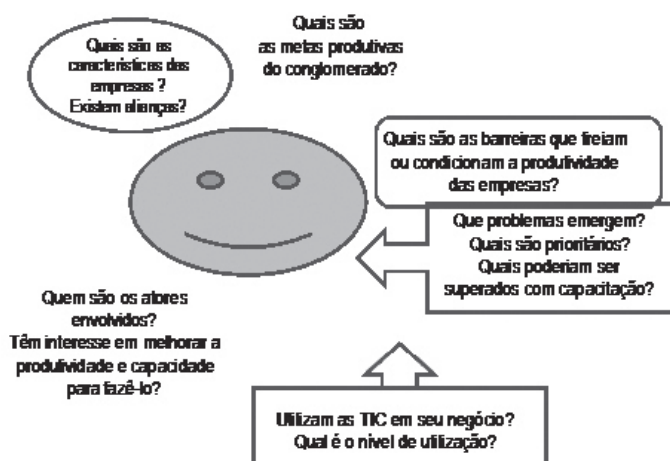 Quais são
as metas produtivas
do conglomerado?
Quais são as
características das
empresas ?
Existem alianças?
Quais são as barreiras que freiam
ou condicionam a produtividade
das empresas?
Que problemas emergem?
Quais são prioritários?
Quais poderiam ser
superados com capacitação?
Quem são os atores
envolvidos?
Têm interesse em melhorar a
produtividade e capacidade
para fazê-lo?
Utilizam as TIC em seu negócio?
Qual é o nível de utilização?